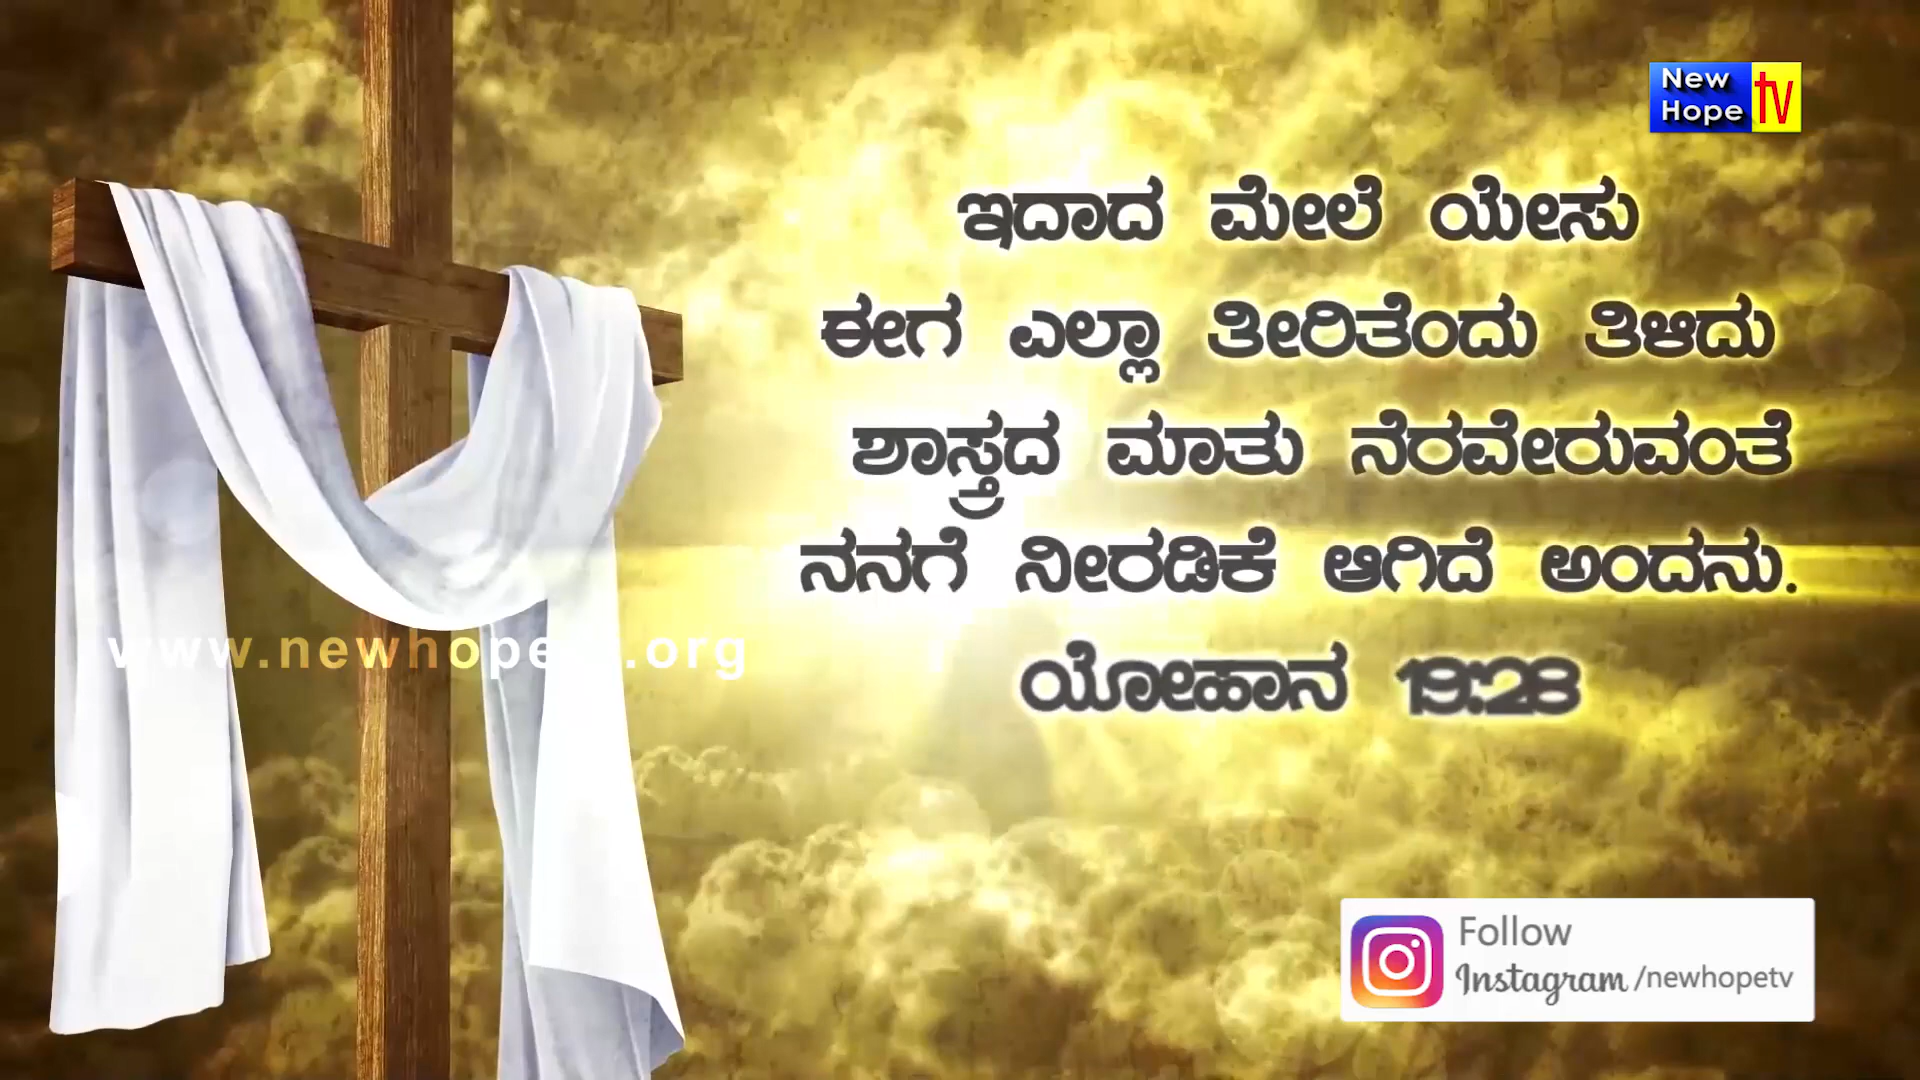 New
Hope
TV
ಇದಾದ ಮೇಲೆ ಯೇಸು
ಈಗ ಎಲ್ಲಾ ತೀರಿತೆಂದು ತಿಳಿದು
ಶಾಸ್ತ್ರದ ಮಾತು ನೆರವೇರುವಂತೆ
ನನಗೆ ನೀರಡಿಕೆ ಆಗಿದೆ ಅಂದನು.
ಯೋಹಾನ 19:28
Follow
Instagram /newhopetv